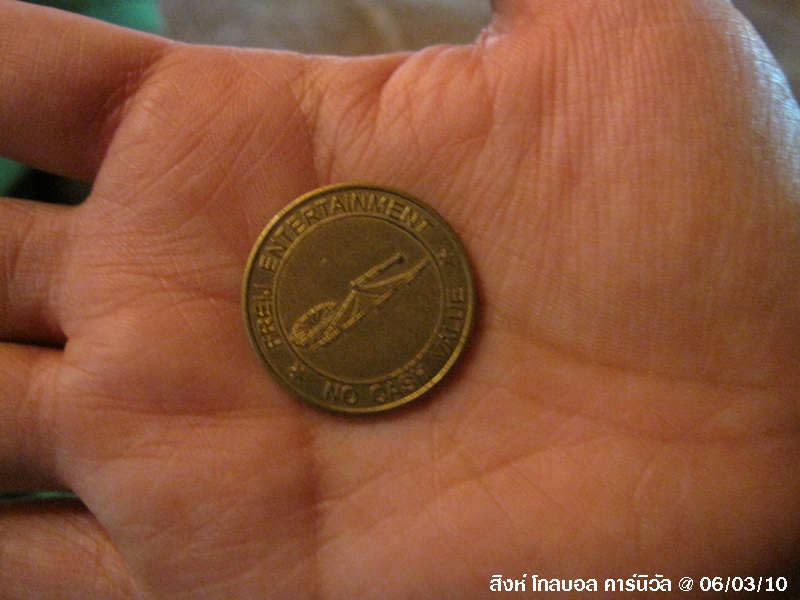 PREM ENTERTAINMENT
NO CASH VALUE
สิงห์ โกลบอล คาร์นิวัล @ 06/03/10